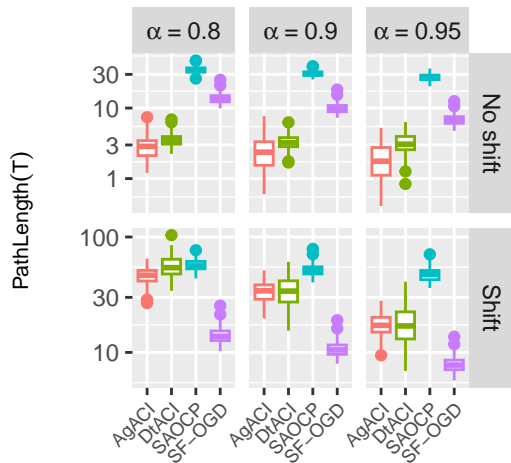 α = 0.8 α = 0.9 α = 0.95
PathLength(T)
30
10
3
1
No shift
100
30
10
Shift
AgACI DtACI SAOCP SF−OGD AgACI DtACI SAOCP SF−OGD AgACI DtACI SAOCP SF−OGD